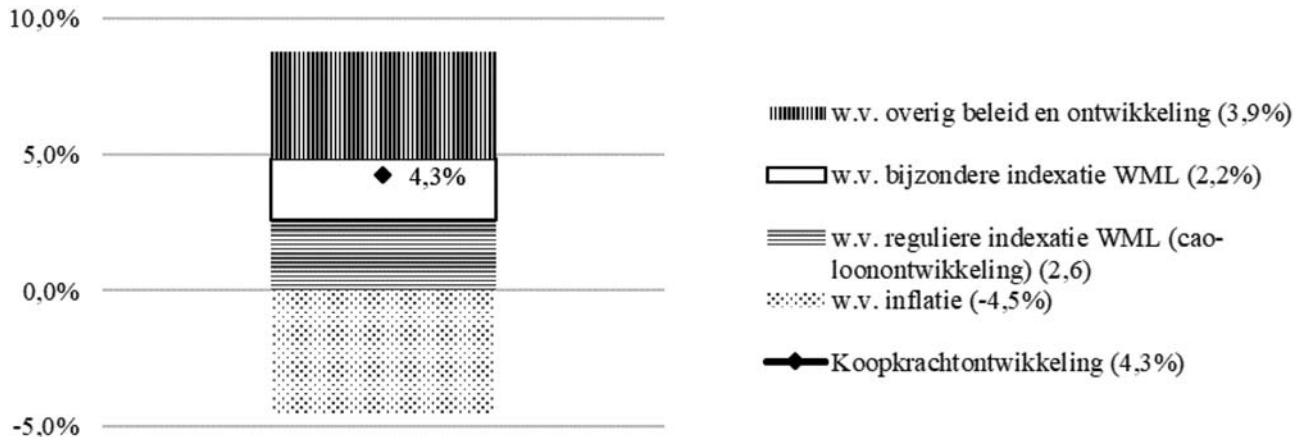 10,0%
5,0%
0,0%
-5,0%
4,3%
w.v. overig beleid en ontwikkeling (3,9%)
w.v. bijzondere indexatie WML (2,2%)
w.v. reguliere indexatie WML (cao-
loonontwikkeling) (2,6)
w.v. inflatie (-4,5%)
Koopkrachtontwikkeling (4,3%)